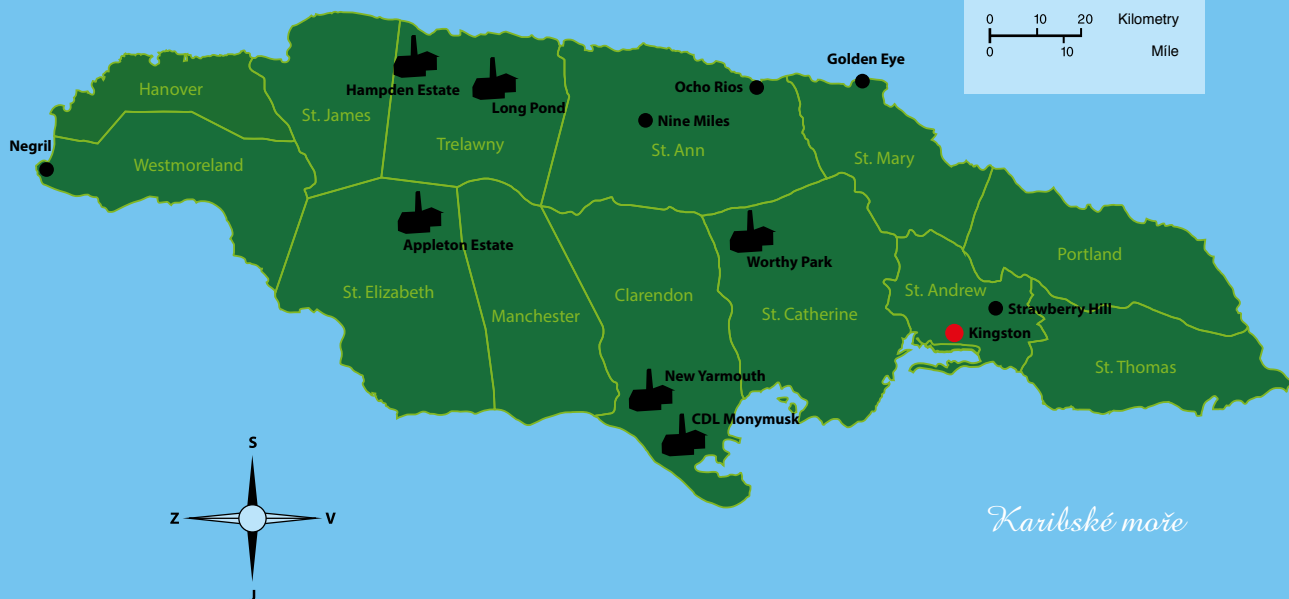 0 10 20 Kilometry
0 10 Míle
Golden Eye
Ocho Rios
Hanover
Hampden Estate
Long Pond
St. James
Nine Miles
Negril
Trelawny
St. Ann
St. Mary
Westmoreland
Appleton Estate
Worthy Park
Portland
St. Elizabeth
St. Andrew
Clarendon
Strawberry Hill
Manchester
St. Catherine
Kingston
St. Thomas
New Yarmouth
CDL Monymusk
S
Z V
J
Karibské moře